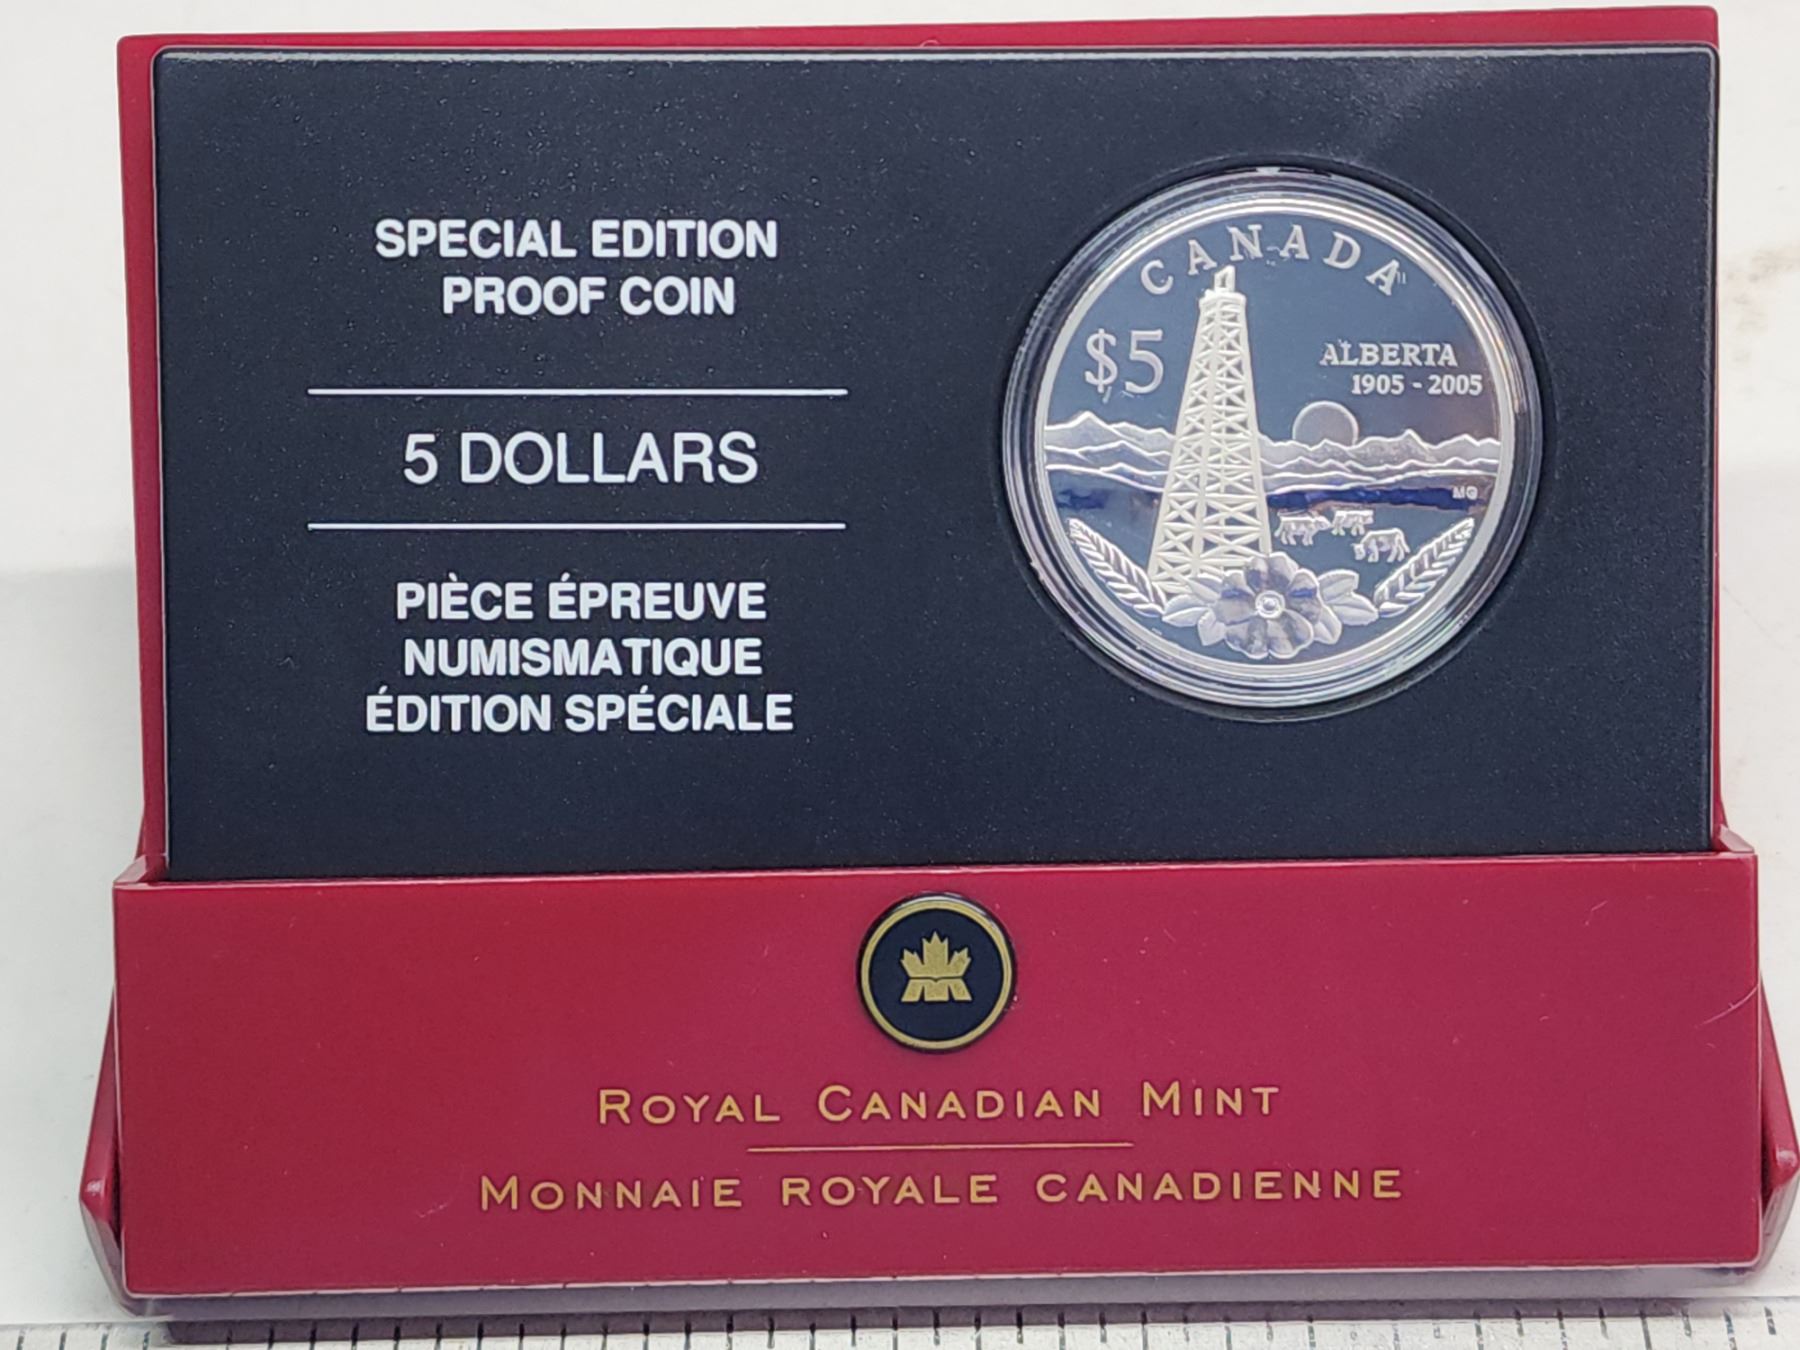 SPECIAL EDITION
PROOF COIN
5 DOLLARS
PIÈCE ÉPREUVE
NUMISMATIQUE
ÉDITION SPÉCIALE
CANADA
$5
ALBERTA
1905 - 2005
MG
ROYAL CANADIAN MINT
MONNAIE ROYALE CANADIENNE